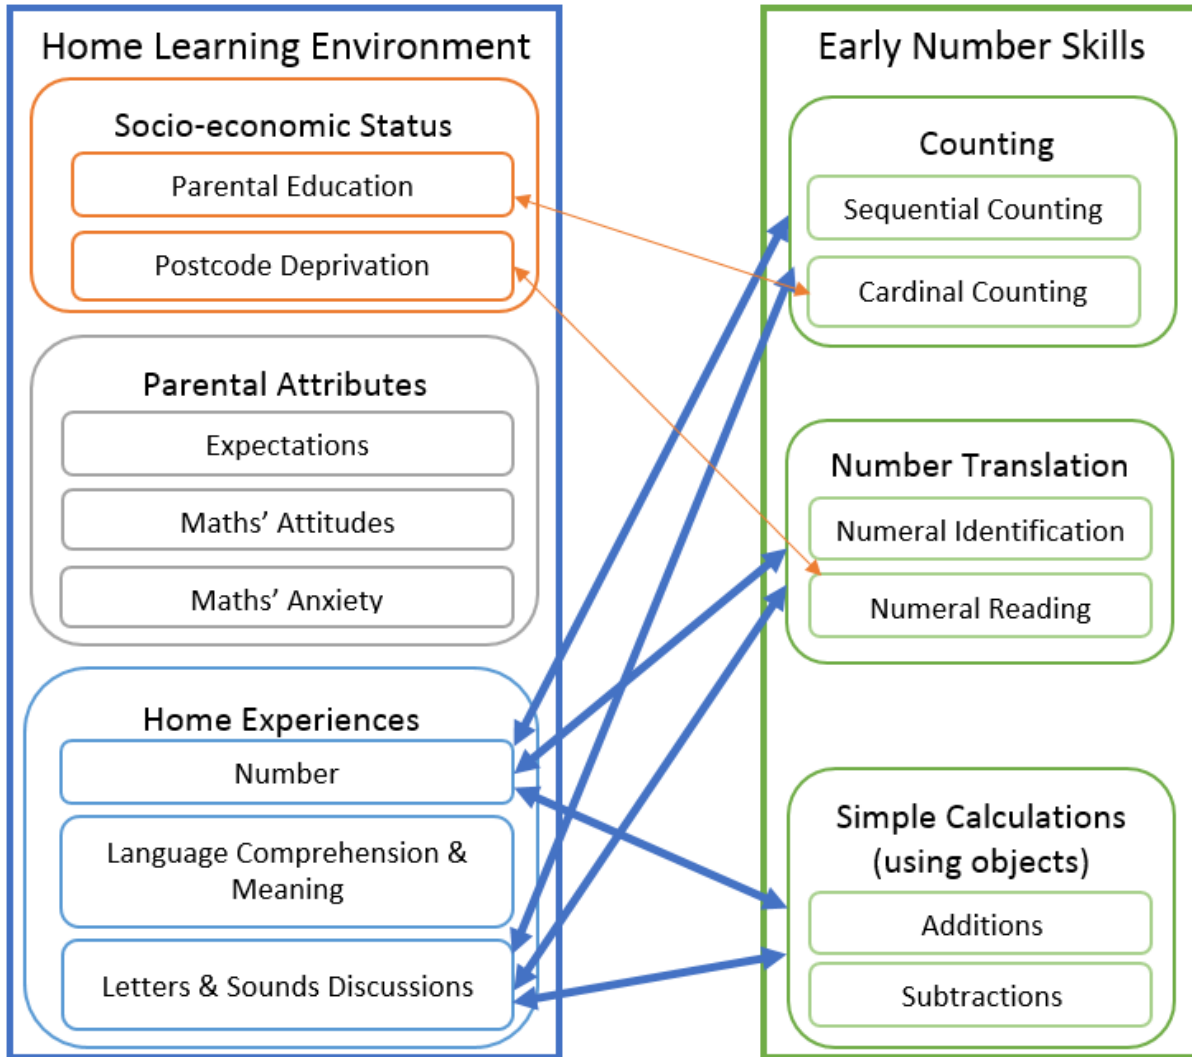 Home Learning Environment
Socio-economic Status
Parental Education
Postcode Deprivation
Parental Attributes
Expectations
Maths’ Attitudes
Maths’ Anxiety
Home Experiences
Number
Language Comprehension &
Meaning
Letters & Sounds Discussions
Early Number Skills
Counting
Sequential Counting
Cardinal Counting
Number Translation
Numeral Identification
Numeral Reading
Simple Calculations
(using objects)
Additions
Subtractions